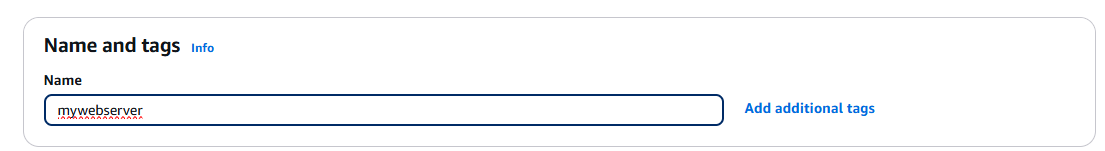 Name and tags Info
Name
mywebserver
Add additional tags